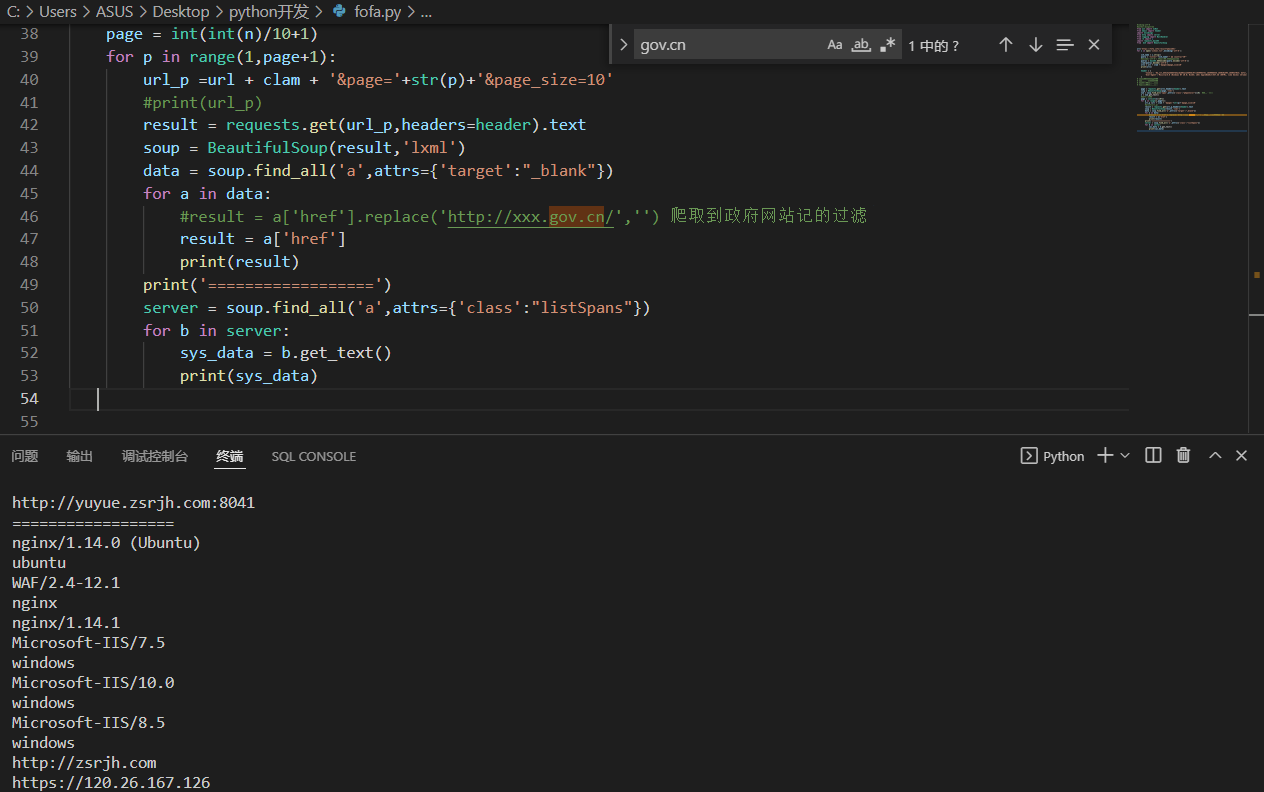 C: > Users > ASUS > Desktop > python开发 > fofa.py > ...
gov.cn
Aa ab .* 1 中的 ?
38 page = int(int(n)/10+1)
39 for p in range(1,page+1):
40 url_p =url + clam + '&page='+str(p)+'&page_size=10'
41 #print(url_p)
42 result = requests.get(url_p,headers=header).text
43 soup = BeautifulSoup(result,'lxml')
44 data = soup.find_all('a',attrs={'target':"_blank"})
45 for a in data:
46 #result = a['href'].replace('http://xxx.gov.cn/','') 爬取到政府网站记的过滤
47 result = a['href']
48 print(result)
49 print('==================')
50 server = soup.find_all('a',attrs={'class':"listSpans"})
51 for b in server:
52 sys_data = b.get_text()
53 print(sys_data)
54
55
问题 输出 调试控制台 终端 SQL CONSOLE Python
http://yuyue.zsrjh.com:8041
==================
nginx/1.14.0 (Ubuntu)
ubuntu
WAF/2.4-12.1
nginx
nginx/1.14.1
Microsoft-IIS/7.5
windows
Microsoft-IIS/10.0
windows
Microsoft-IIS/8.5
windows
http://zsrjh.com
https://120.26.167.126